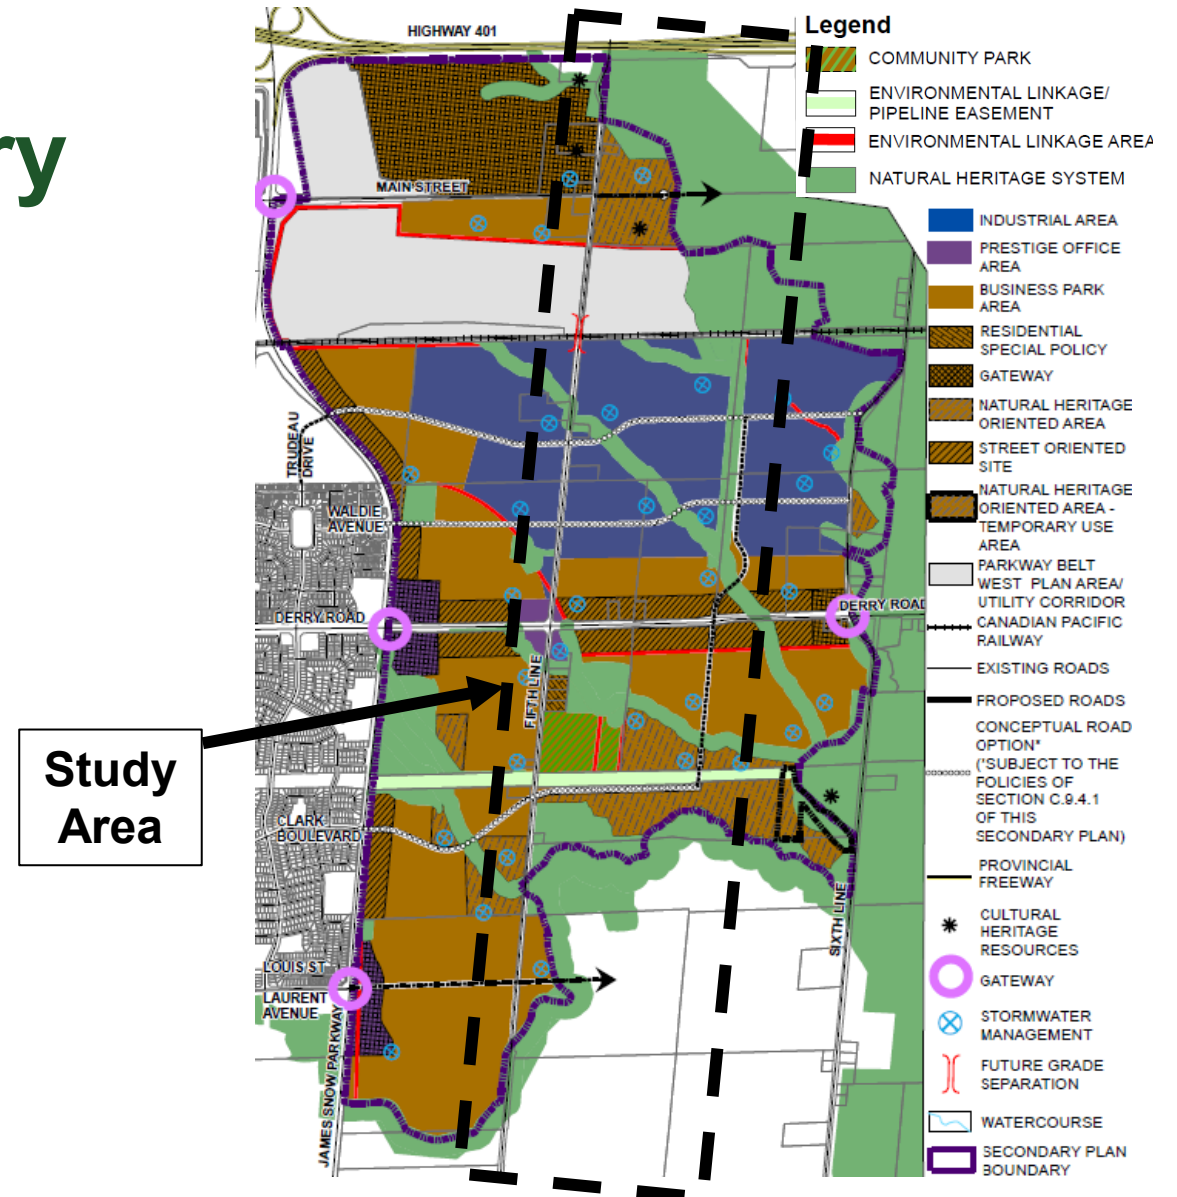 ry
HIGHWAY 401
MAIN STREET
TRUDEAU
DRIVE
WALDIE
AVENUE
DERRY ROAD
DERRY ROAD
FIFTH LINE
Study
Area
CLARK
BOULEVARD
SIXTH LINE
LOUIS ST
LAURENT
AVENUE
JAMES SNOW PARKWAY
Legend
COMMUNITY PARK
ENVIRONMENTAL LINKAGE/
PIPELINE EASEMENT
ENVIRONMENTAL LINKAGE AREA
NATURAL HERITAGE SYSTEM
INDUSTRIAL AREA
PRESTIGE OFFICE
AREA
BUSINESS PARK
AREA
RESIDENTIAL
SPECIAL POLICY
GATEWAY
NATURAL HERITAGE
ORIENTED AREA
STREET ORIENTED
SITE
NATURAL HERITAGE
ORIENTED AREA -
TEMPORARY USE
AREA
PARKWAY BELT
WEST PLAN AREA/
UTILITY CORRIDOR
CANADIAN PACIFIC
RAILWAY
EXISTING ROADS
PROPOSED ROADS
CONCEPTUAL ROAD
OPTION*
(*SUBJECT TO THE
POLICIES OF
SECTION C.9.4.1
OF THIS
SECONDARY PLAN)
PROVINCIAL
FREEWAY
CULTURAL
HERITAGE
RESOURCES
GATEWAY
STORMWATER
MANAGEMENT
FUTURE GRADE
SEPARATION
WATERCOURSE
SECONDARY PLAN
BOUNDARY